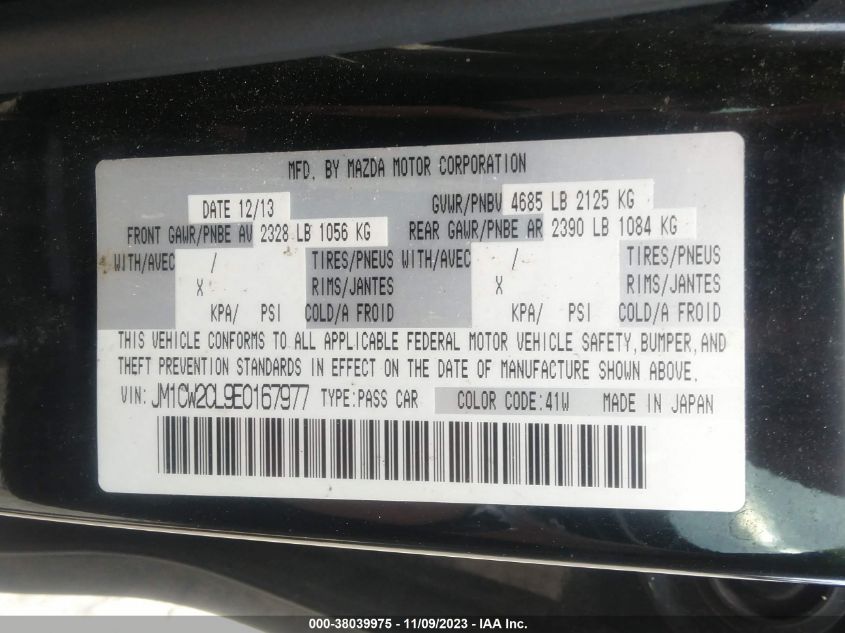 MFD. BY MAZDA MOTOR CORPORATION
DATE 12/13 GVWR/PNBV 4685 LB 2125 KG
FRONT GAWR/PNBE AV 2328 LB 1056 KG REAR GAWR/PNBE AR 2390 LB 1084 KG
WITH/AVEC / TIRES/PNEUS WITH/AVEC / TIRES/PNEUS
X RIMS/JANTES X RIMS/JANTES
KPA/ PSI COLD/A FROID KPA/ PSI COLD/A FROID
THIS VEHICLE CONFORMS TO ALL APPLICABLE FEDERAL MOTOR VEHICLE SAFETY, BUMPER, AND
THEFT PREVENTION STANDARDS IN EFFECT ON THE DATE OF MANUFACTURE SHOWN ABOVE.
VIN: JM1CW2CL9E0167977 TYPE:PASS CAR COLOR CODE:41W MADE IN JAPAN
000-38039975 - 11/09/2023 - IAA Inc.